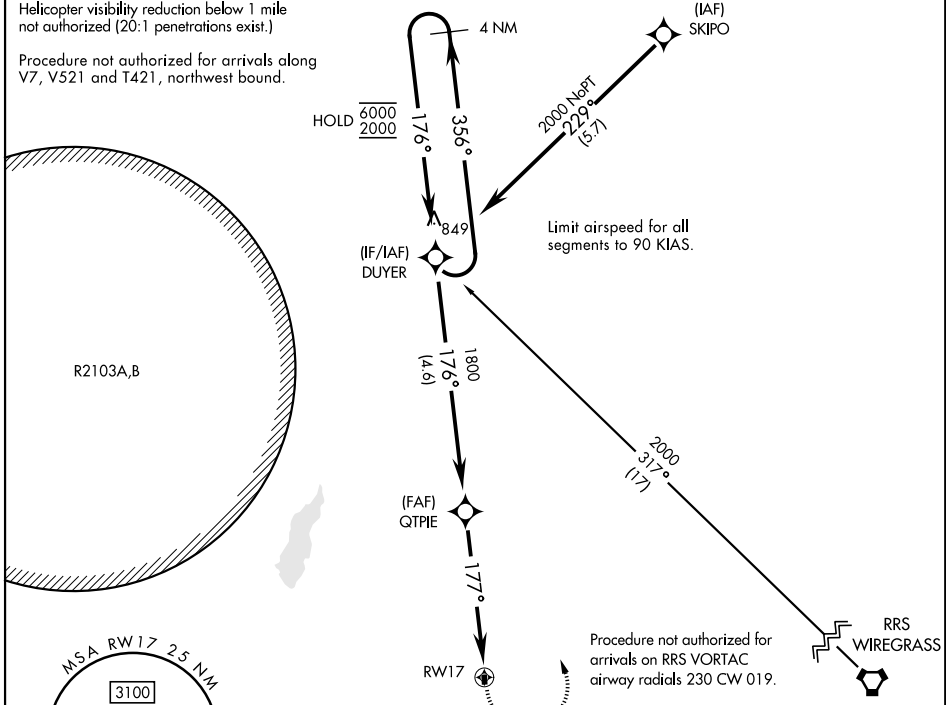 Helicopter visibility reduction below 1 mile
not authorized (20:1 penetrations exist.)
Procedure not authorized for arrivals along
V7, V521 and T421, northwest bound.
4 NM
(IAF)
SKIPO
HOLD 6000
2000
176°
356°
2000 NoPT
229°
(5.7)
849
Limit airspeed for all
segments to 90 KIAS.
(IF/IAF)
DUYER
R2103A,B
1800
176°
(4.6)
2000
317°
(17)
(FAF)
QTPIE
177°
RW17
Procedure not authorized for
arrivals on RRS VORTAC
airway radials 230 CW 019.
RRS
WIREGRASS
MSA RW17 25 NM
3100